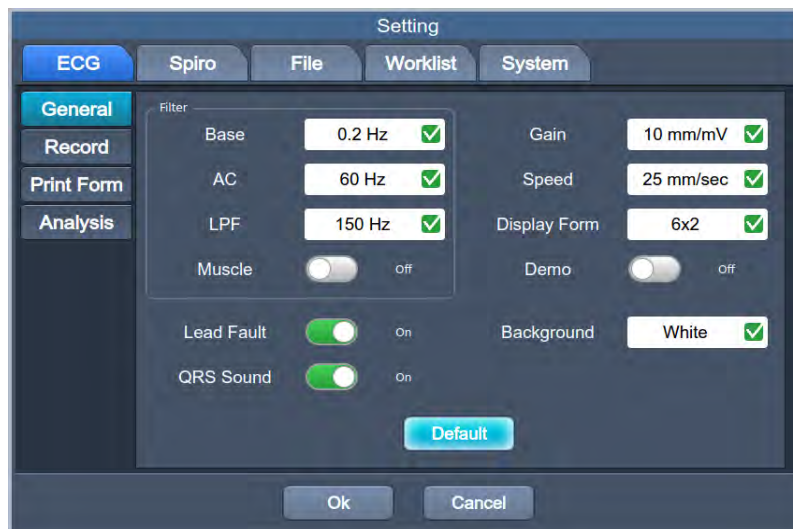 Setting
ECG Spiro File Worklist System
General
Record
Print Form
Analysis
Filter
Base 0.2 Hz Gain 10 mm/mV
AC 60 Hz Speed 25 mm/sec
LPF 150 Hz Display Form 6x2
Muscle Off Demo Off
Lead Fault On Background White
QRS Sound On
Default
Ok Cancel